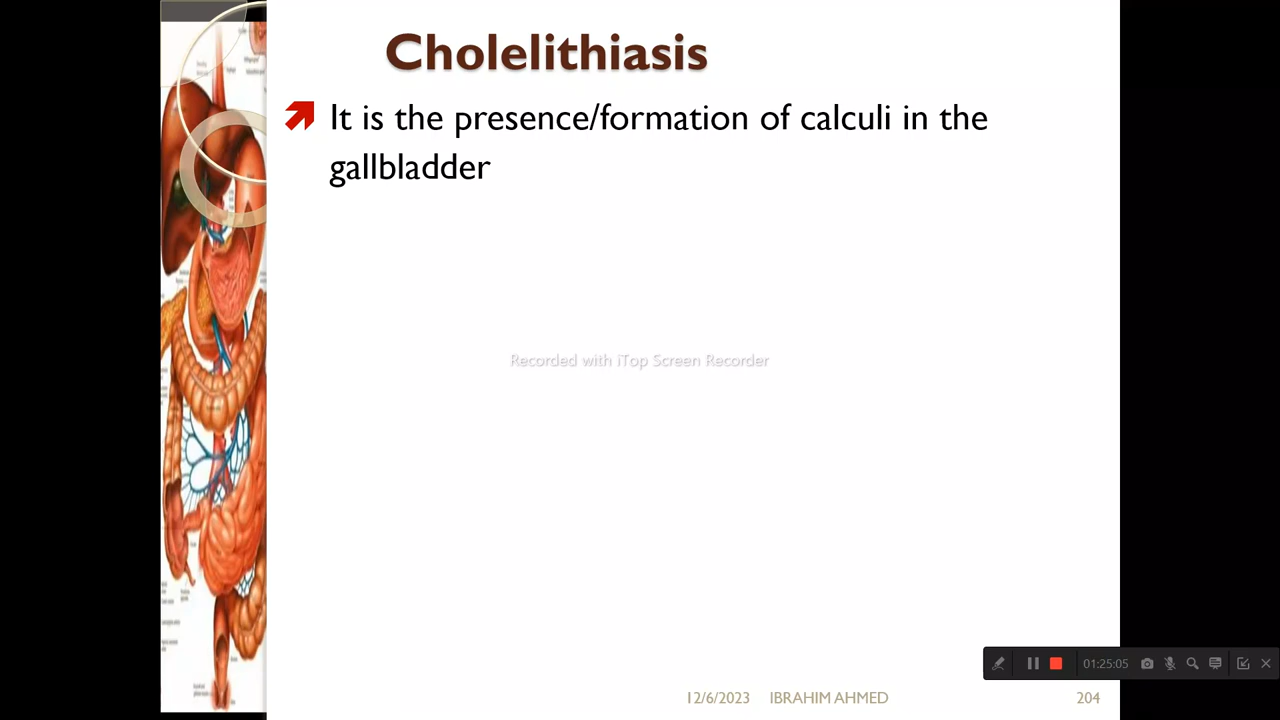 Cholelithiasis
It is the presence/formation of calculi in the
gallbladder
Recorded with iTop Screen Recorder
01:25:05
12/6/2023 IBRAHIM AHMED 204